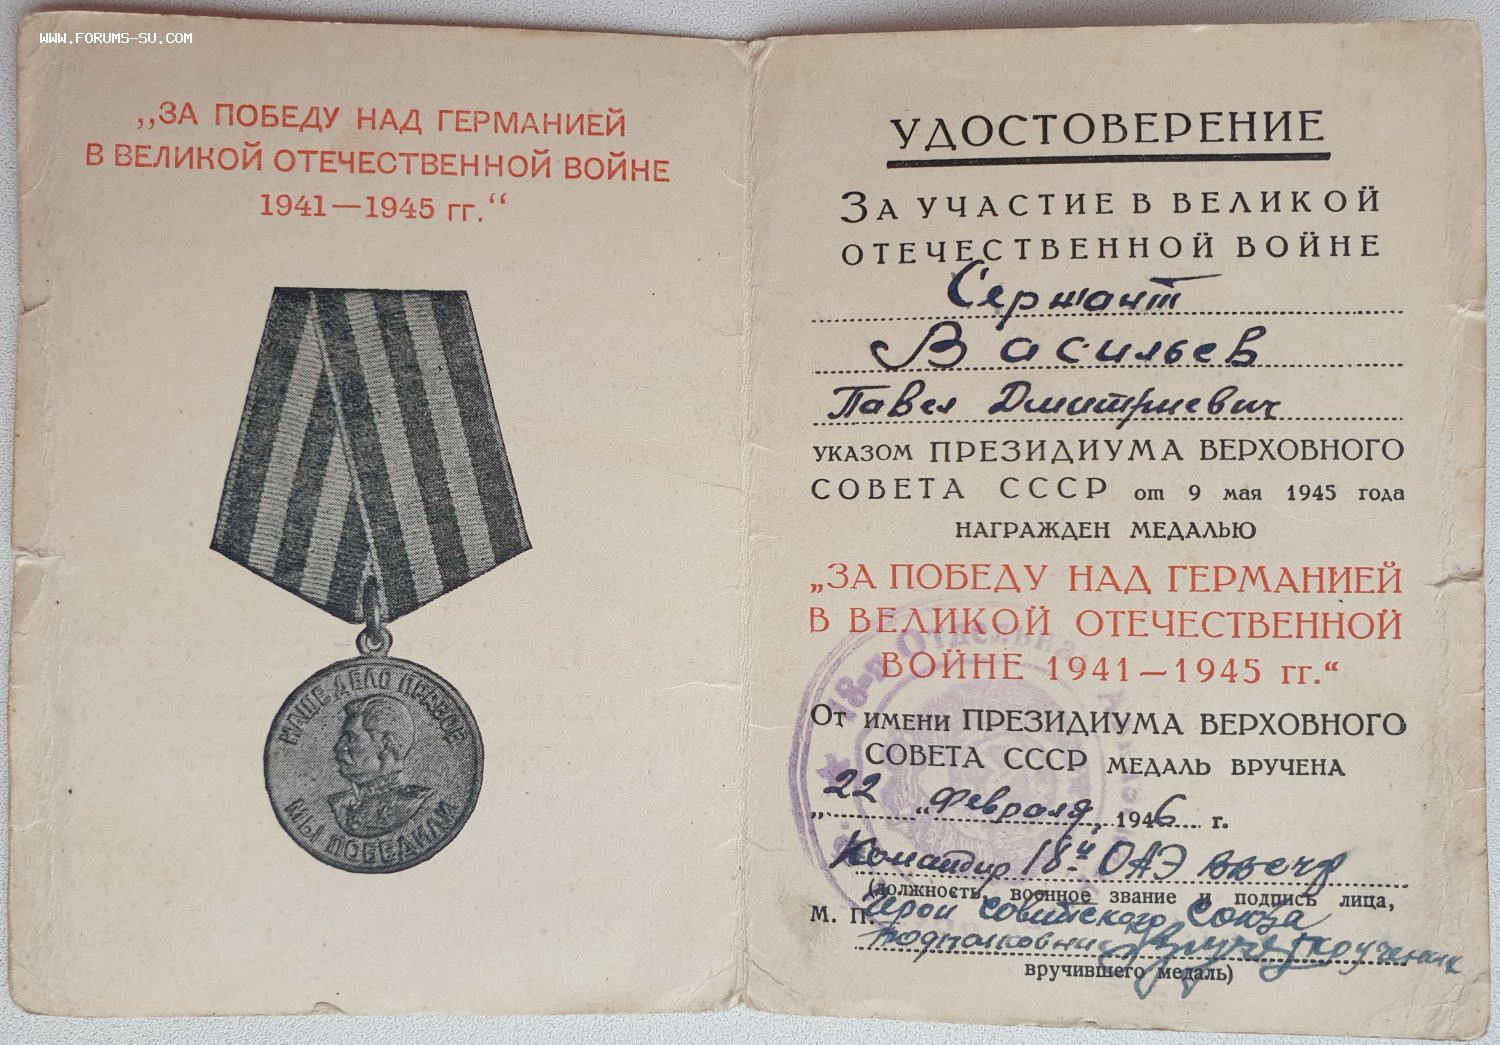 WWW.FORUMS-SU.COM
,,ЗА ПОБЕДУ НАД ГЕРМАНИЕЙ
В ВЕЛИКОЙ ОТЕЧЕСТВЕННОЙ ВОЙНЕ
1941—1945 гг.“
НАШЕ ДЕЛО ПРАВОЕ
МЫ ПОБЕДИЛИ
УДОСТОВЕРЕНИЕ
ЗА УЧАСТИЕ В ВЕЛИКОЙ
ОТЕЧЕСТВЕННОЙ ВОЙНЕ
Сержант
Васильев
Павел Дмитриевич
УКАЗОМ ПРЕЗИДИУМА ВЕРХОВНОГО
СОВЕТА СССР от 9 мая 1945 года
НАГРАЖДЕН МЕДАЛЬЮ
„ЗА ПОБЕДУ НАД ГЕРМАНИЕЙ
В ВЕЛИКОЙ ОТЕЧЕСТВЕННОЙ
ВОЙНЕ 1941—1945 гг.“
18-я Отдельная
ОТ ИМЕНИ ПРЕЗИДИУМА ВЕРХОВНОГО
СОВЕТА СССР МЕДАЛЬ ВРУЧЕНА
„22“ февраля 1946 г.
Командир 18й ОАЭ
(должность, военное звание и подпись лица,
М. П. Герой Советского Союза
подполковник
вручившего медаль)